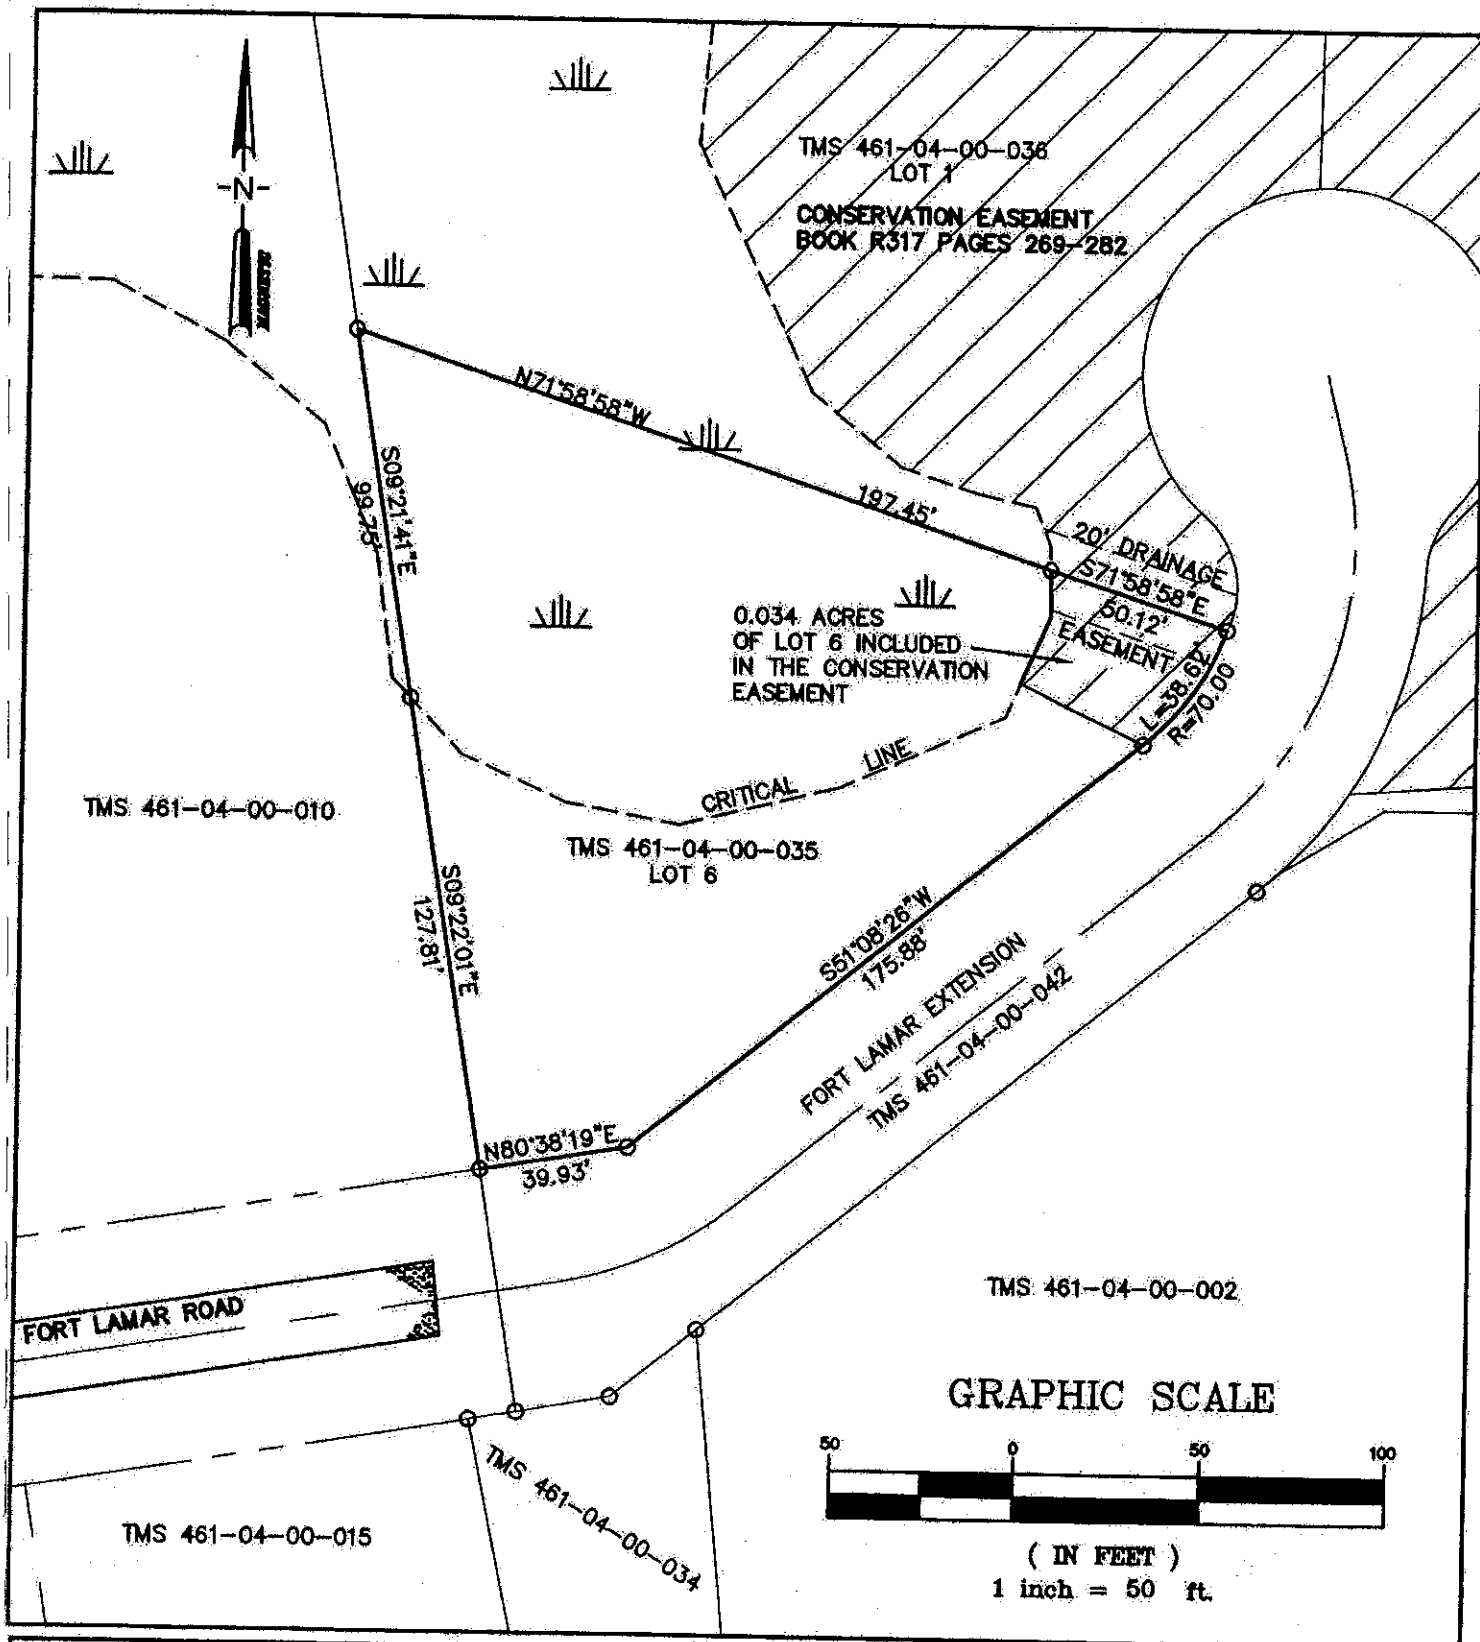 TMS 461-04-00-036
LOT 1
CONSERVATION EASEMENT
BOOK R317 PAGES 269-282
-N-
N71°58'58"W
197.45'
S09°21'41"E
99.75'
20' DRAINAGE
S71°58'58"E
50.12'
EASEMENT
L=38.62'
R=70.00
0.034 ACRES
OF LOT 6 INCLUDED
IN THE CONSERVATION
EASEMENT
CRITICAL LINE
TMS 461-04-00-010
TMS 461-04-00-035
LOT 6
S09°22'01"E
127.81'
S51°08'26"W
175.88'
FORT LAMAR EXTENSION
TMS 461-04-00-042
N80°38'19"E
39.93'
FORT LAMAR ROAD
TMS 461-04-00-002
TMS 461-04-00-015
TMS 461-04-00-034
GRAPHIC SCALE
50 0 50 100
( IN FEET )
1 inch = 50 ft.